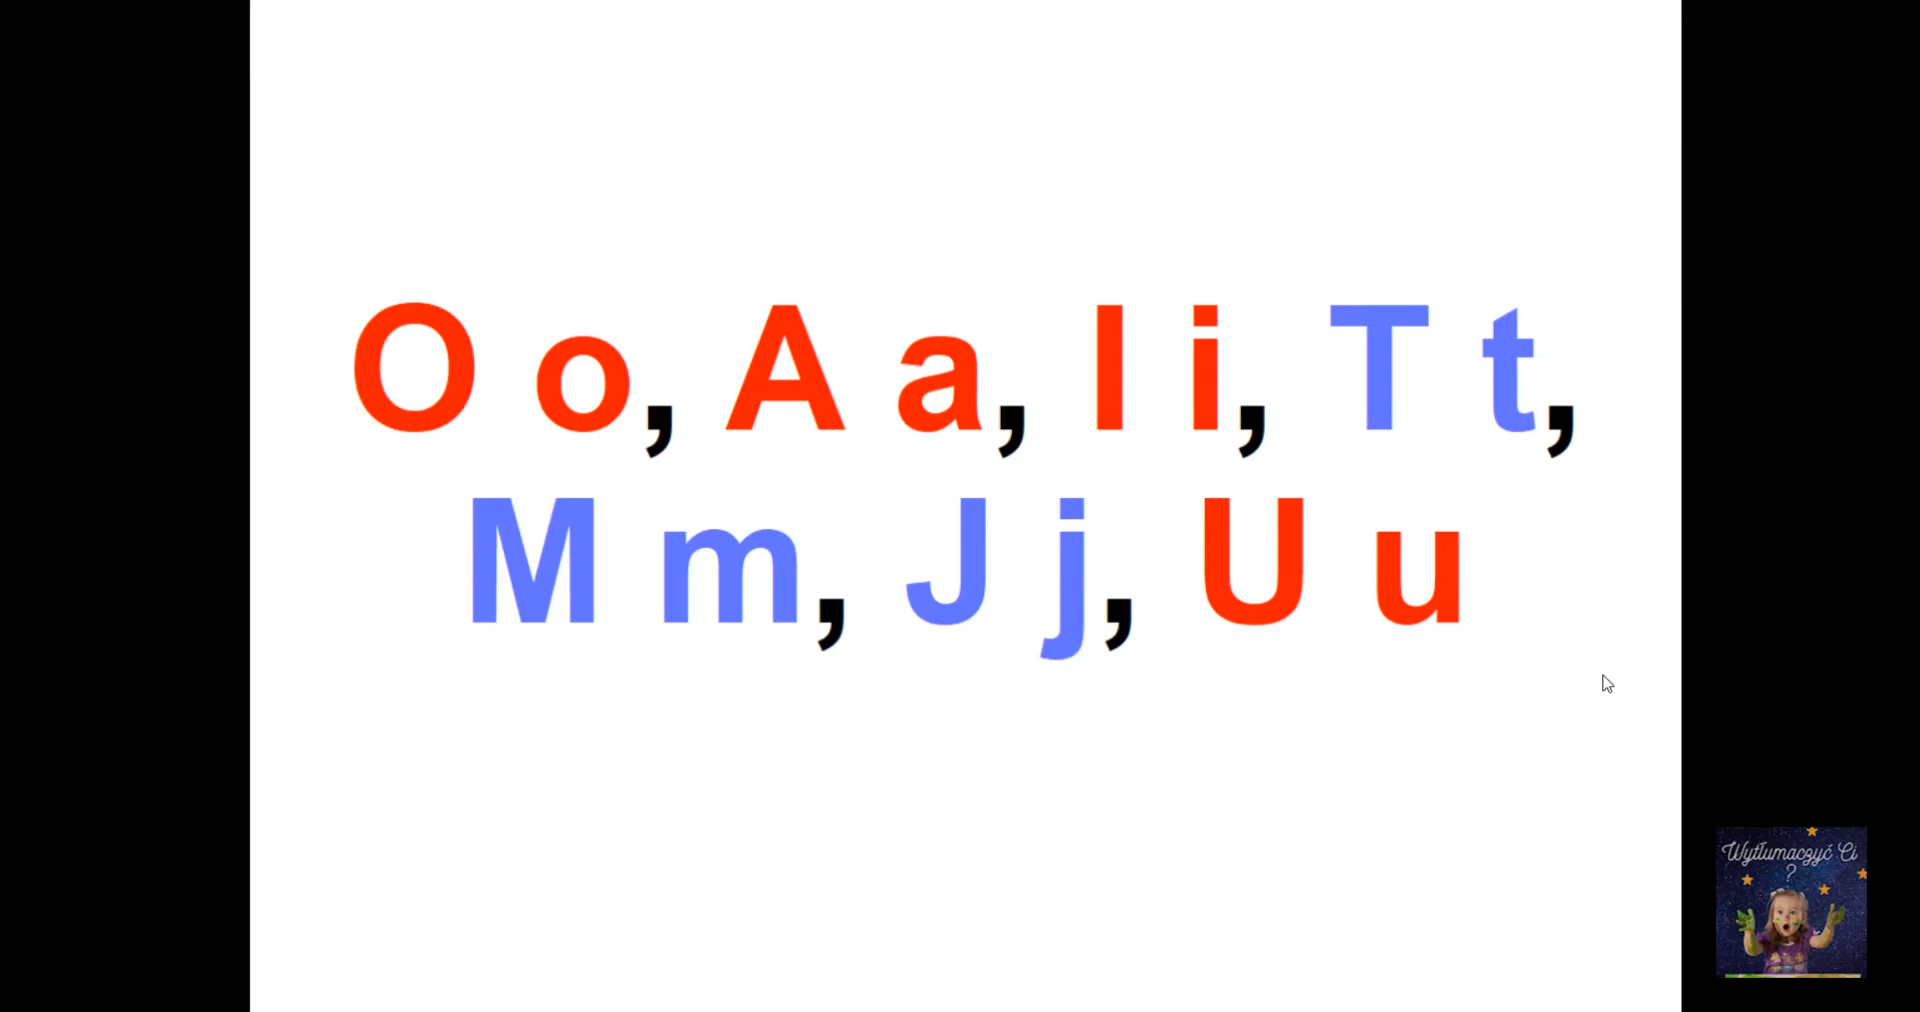 O o, A a, I i, T t,
M m, J j, U u
Wytłumaczyć Ci
?